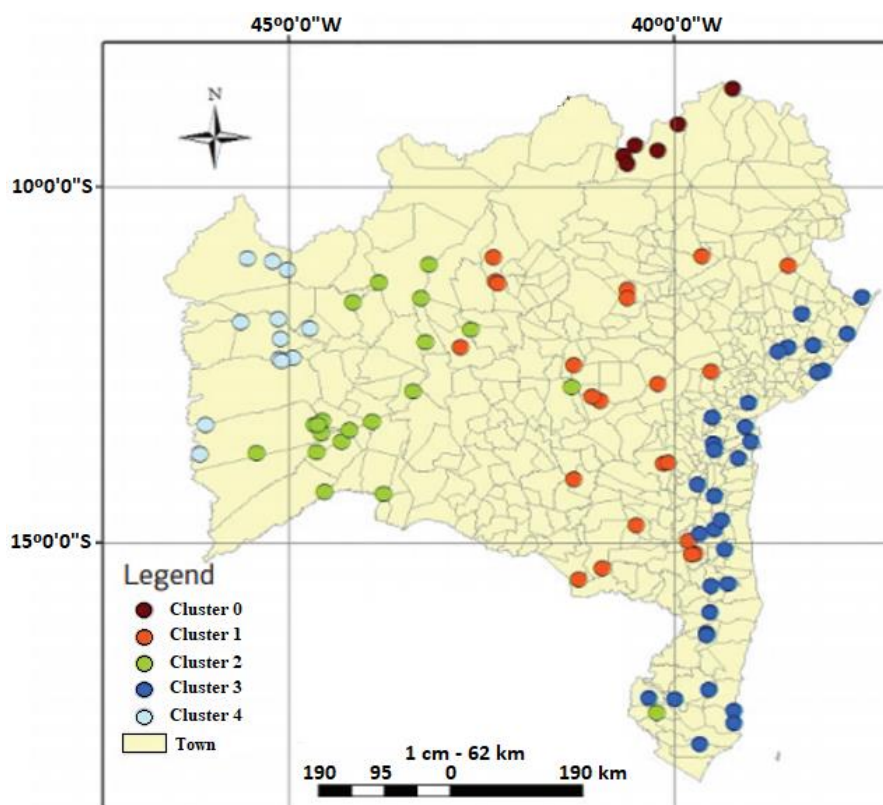 45º0'0"W 40º0'0"W
N
10º0'0"S
15º0'0"S
Legend
Cluster 0
Cluster 1
Cluster 2
Cluster 3
Cluster 4
Town
1 cm - 62 km
190 95 0 190 km